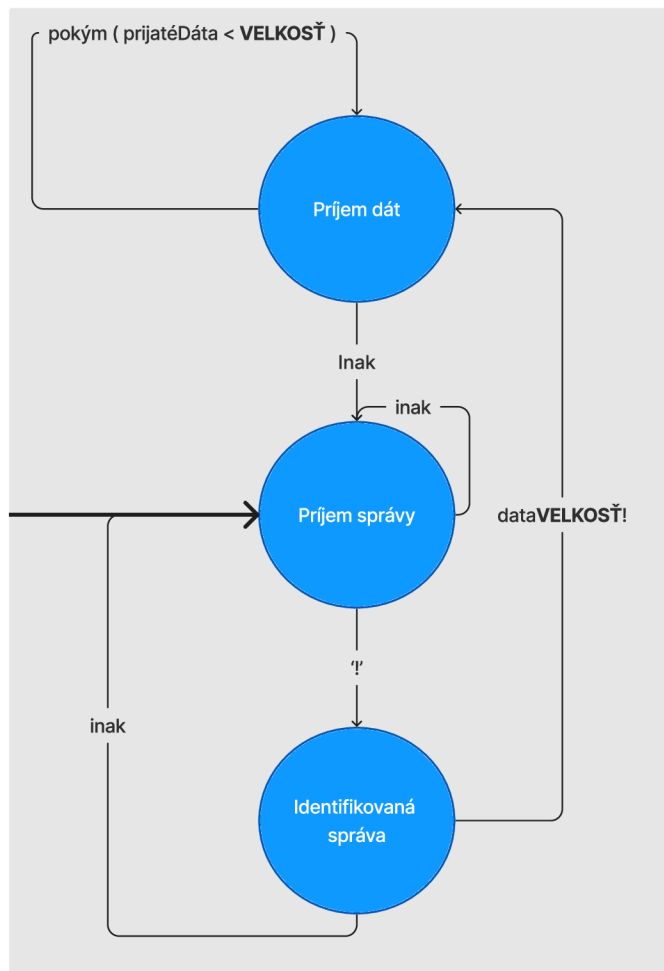 pokým ( prijatéDáta < VELKOSŤ )
Príjem dát
Inak
inak
Príjem správy
dataVELKOSŤ!
‘!’
inak
Identifikovaná
správa